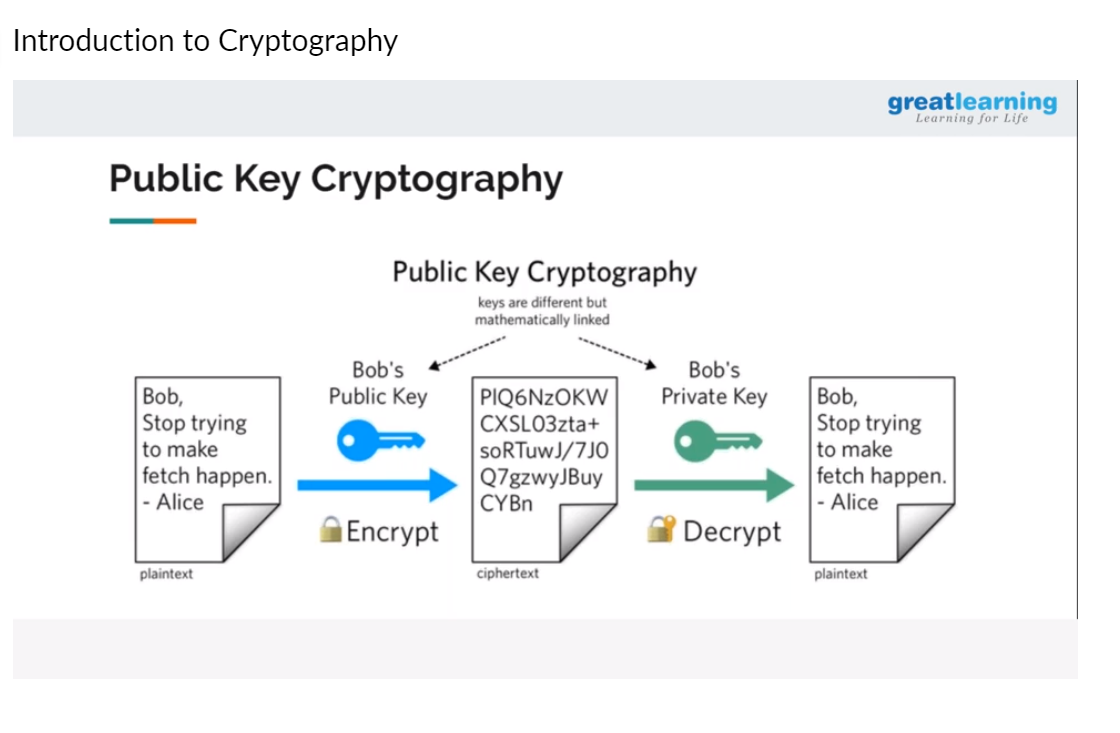 Introduction to Cryptography
greatlearning
Learning for Life
Public Key Cryptography
Public Key Cryptography
keys are different but
mathematically linked
Bob,
Stop trying
to make
fetch happen.
- Alice
plaintext
Bob's
Public Key
Encrypt
PIQ6NzOKW
CXSL03zta+
soRTuwJ/7J0
Q7gzwyJBuy
CYBn
ciphertext
Bob's
Private Key
Decrypt
Bob,
Stop trying
to make
fetch happen.
- Alice
plaintext